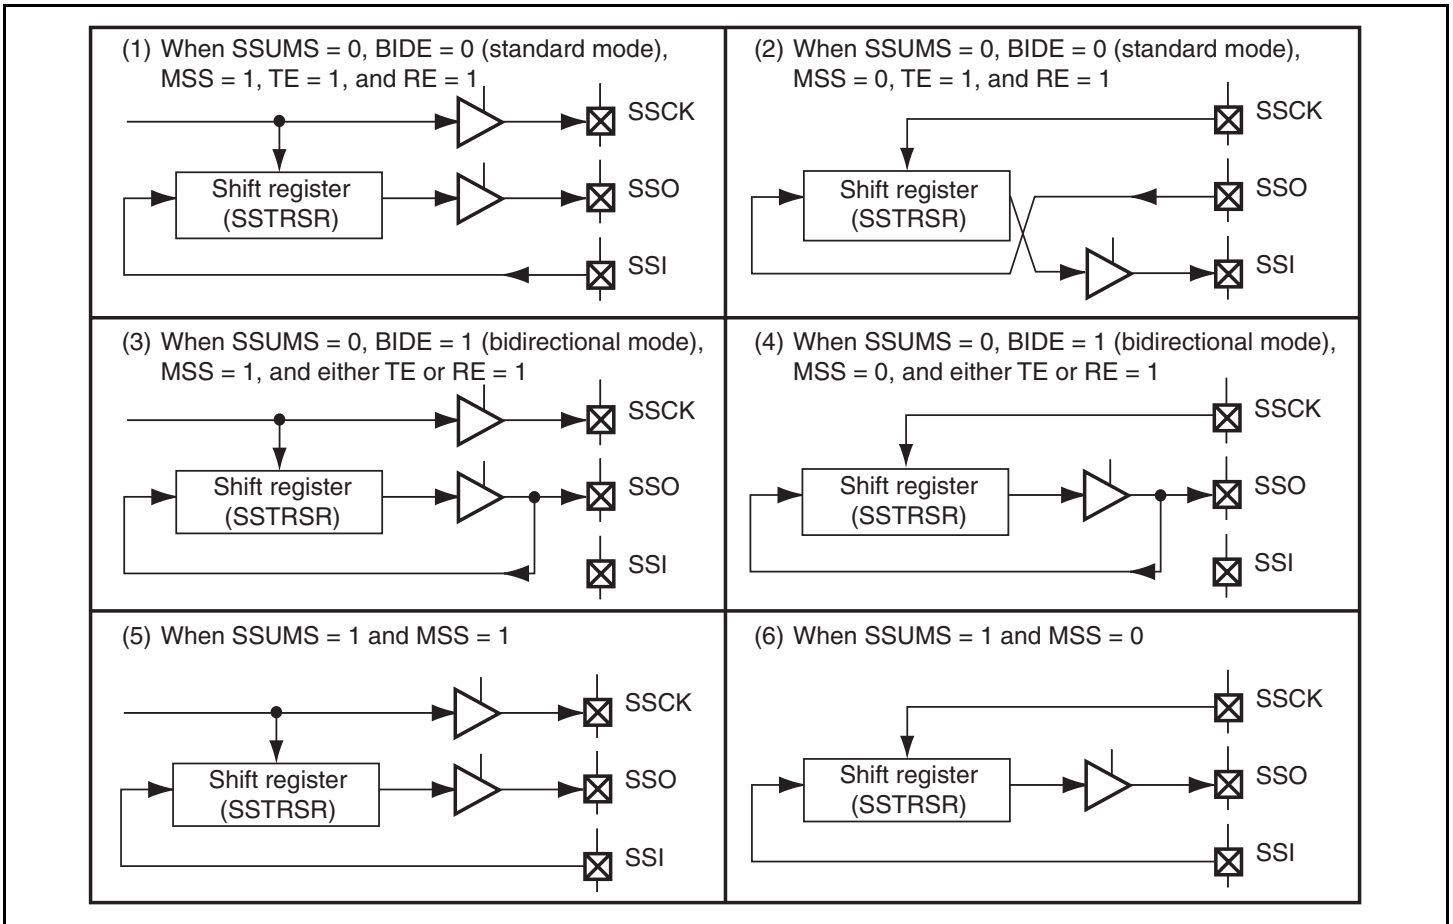 (1) When SSUMS = 0, BIDE = 0 (standard mode),
MSS = 1, TE = 1, and RE = 1
SSCK
Shift register
(SSTRSR)
SSO
SSI
(2) When SSUMS = 0, BIDE = 0 (standard mode),
MSS = 0, TE = 1, and RE = 1
SSCK
Shift register
(SSTRSR)
SSO
SSI
(3) When SSUMS = 0, BIDE = 1 (bidirectional mode),
MSS = 1, and either TE or RE = 1
SSCK
Shift register
(SSTRSR)
SSO
SSI
(4) When SSUMS = 0, BIDE = 1 (bidirectional mode),
MSS = 0, and either TE or RE = 1
SSCK
Shift register
(SSTRSR)
SSO
SSI
(5) When SSUMS = 1 and MSS = 1
SSCK
Shift register
(SSTRSR)
SSO
SSI
(6) When SSUMS = 1 and MSS = 0
SSCK
Shift register
(SSTRSR)
SSO
SSI